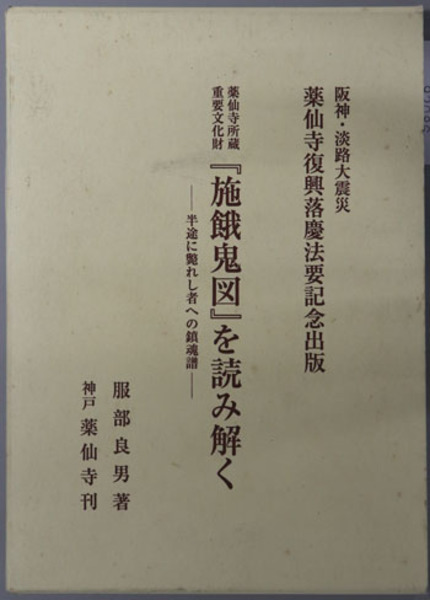 阪神・淡路大震災
薬仙寺復興落慶法要記念出版
薬仙寺所蔵
重要文化財
『施餓鬼図』を読み解く
——半途に斃れし者への鎮魂譜——
服部良男著
神戸 薬仙寺刊